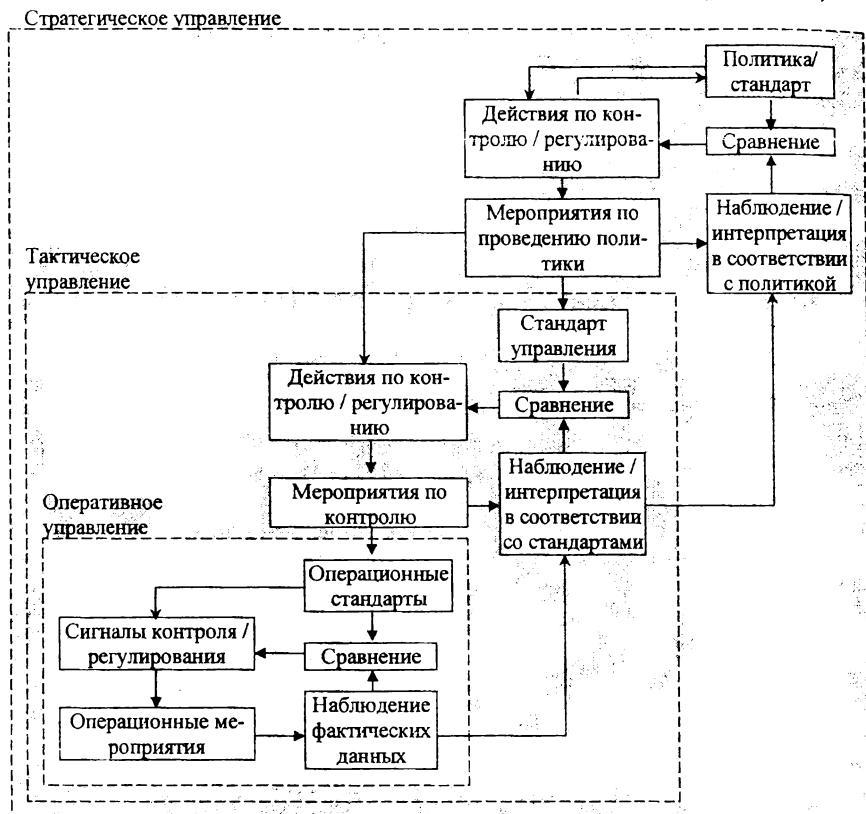 Стратегическое управление
Политика/
стандарт
Действия по кон-
тролю / регулирова-
нию
Сравнение
Мероприятия по
проведению поли-
тики
Наблюдение /
интерпретация
в соответствии
с политикой
Тактическое
управление
Стандарт
управления
Действия по кон-
тролю / регулирова-
нию
Сравнение
Мероприятия по
контролю
Наблюдение /
интерпретация
в соответствии
со стандартами
Оперативное
управление
Операционные
стандарты
Сигналы контроля /
регулирования
Сравнение
Операционные ме-
роприятия
Наблюдение
фактических
данных